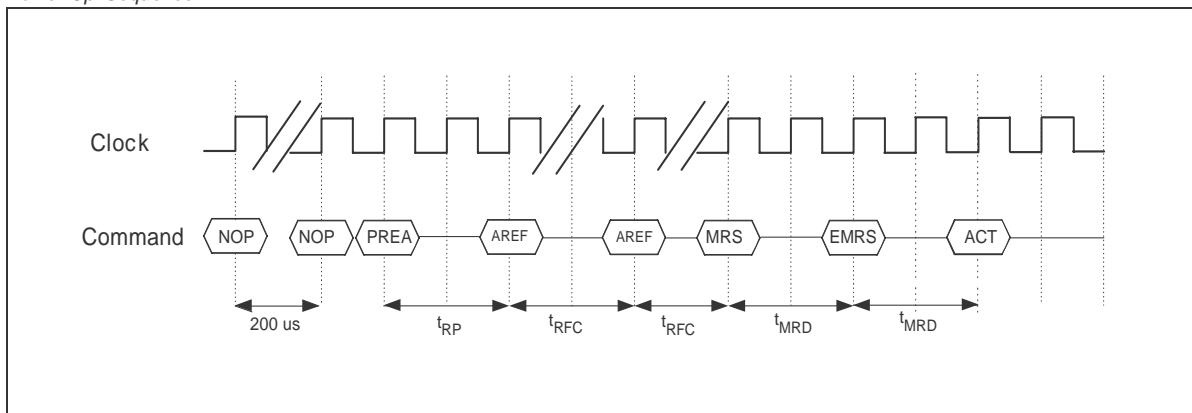 Clock
Command
NOP NOP PREA AREF AREF MRS EMRS ACT
200 us tRP tRFC tRFC tMRD tMRD